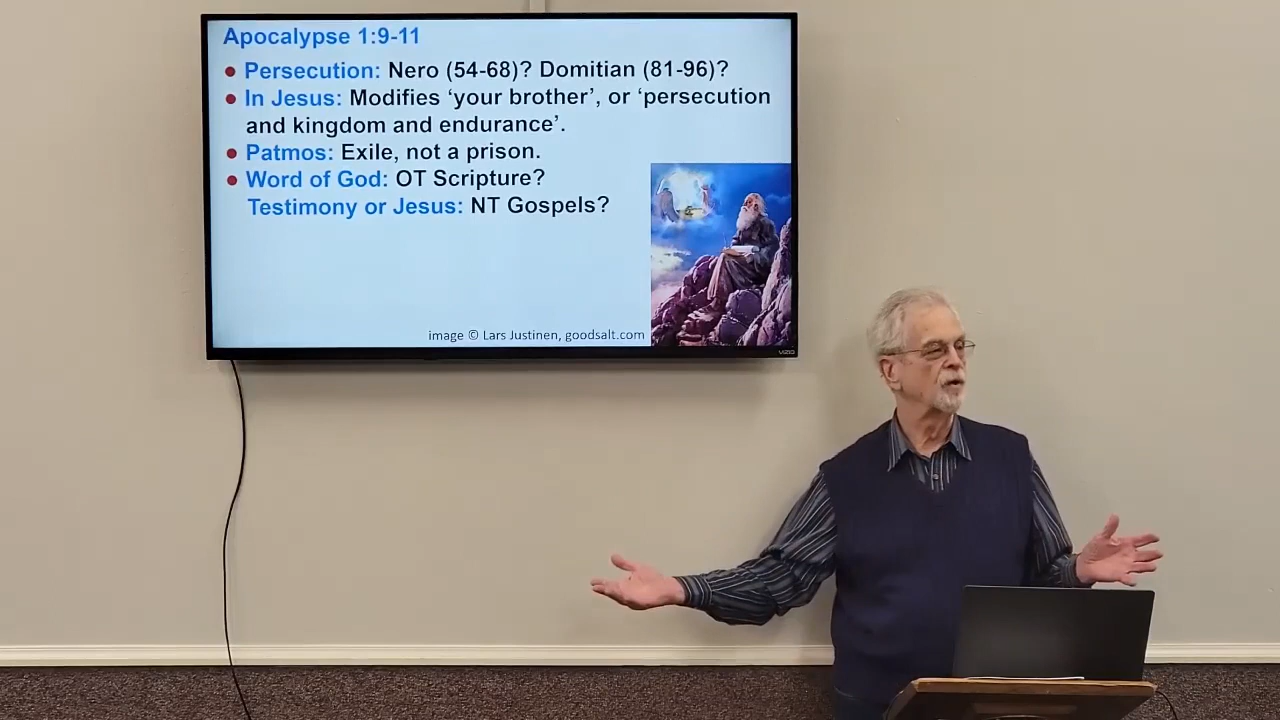 Apocalypse 1:9-11
● Persecution: Nero (54-68)? Domitian (81-96)?
● In Jesus: Modifies ‘your brother’, or ‘persecution
and kingdom and endurance’.
● Patmos: Exile, not a prison.
● Word of God: OT Scripture?
Testimony or Jesus: NT Gospels?
image © Lars Justinen, goodsalt.com
VIZIO